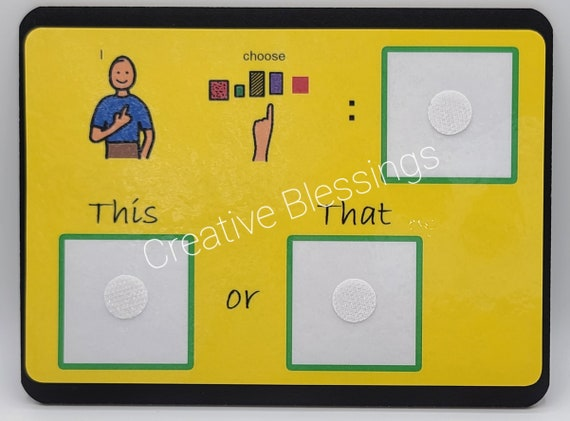 I choose
:
This That
or
Creative Blessings